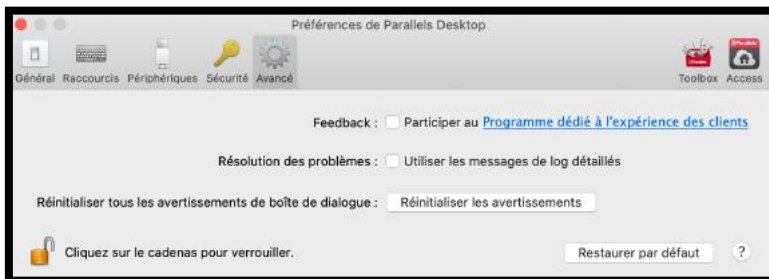 Préférences de Parallels Desktop
Général Raccourcis Périphériques Sécurité Avancé Toolbox Access
Feedback : Participer au Programme dédié à l'expérience des clients
Résolution des problèmes : Utiliser les messages de log détaillés
Réinitialiser tous les avertissements de boîte de dialogue : Réinitialiser les avertissements
Cliquez sur le cadenas pour verrouiller. Restaurer par défaut ?